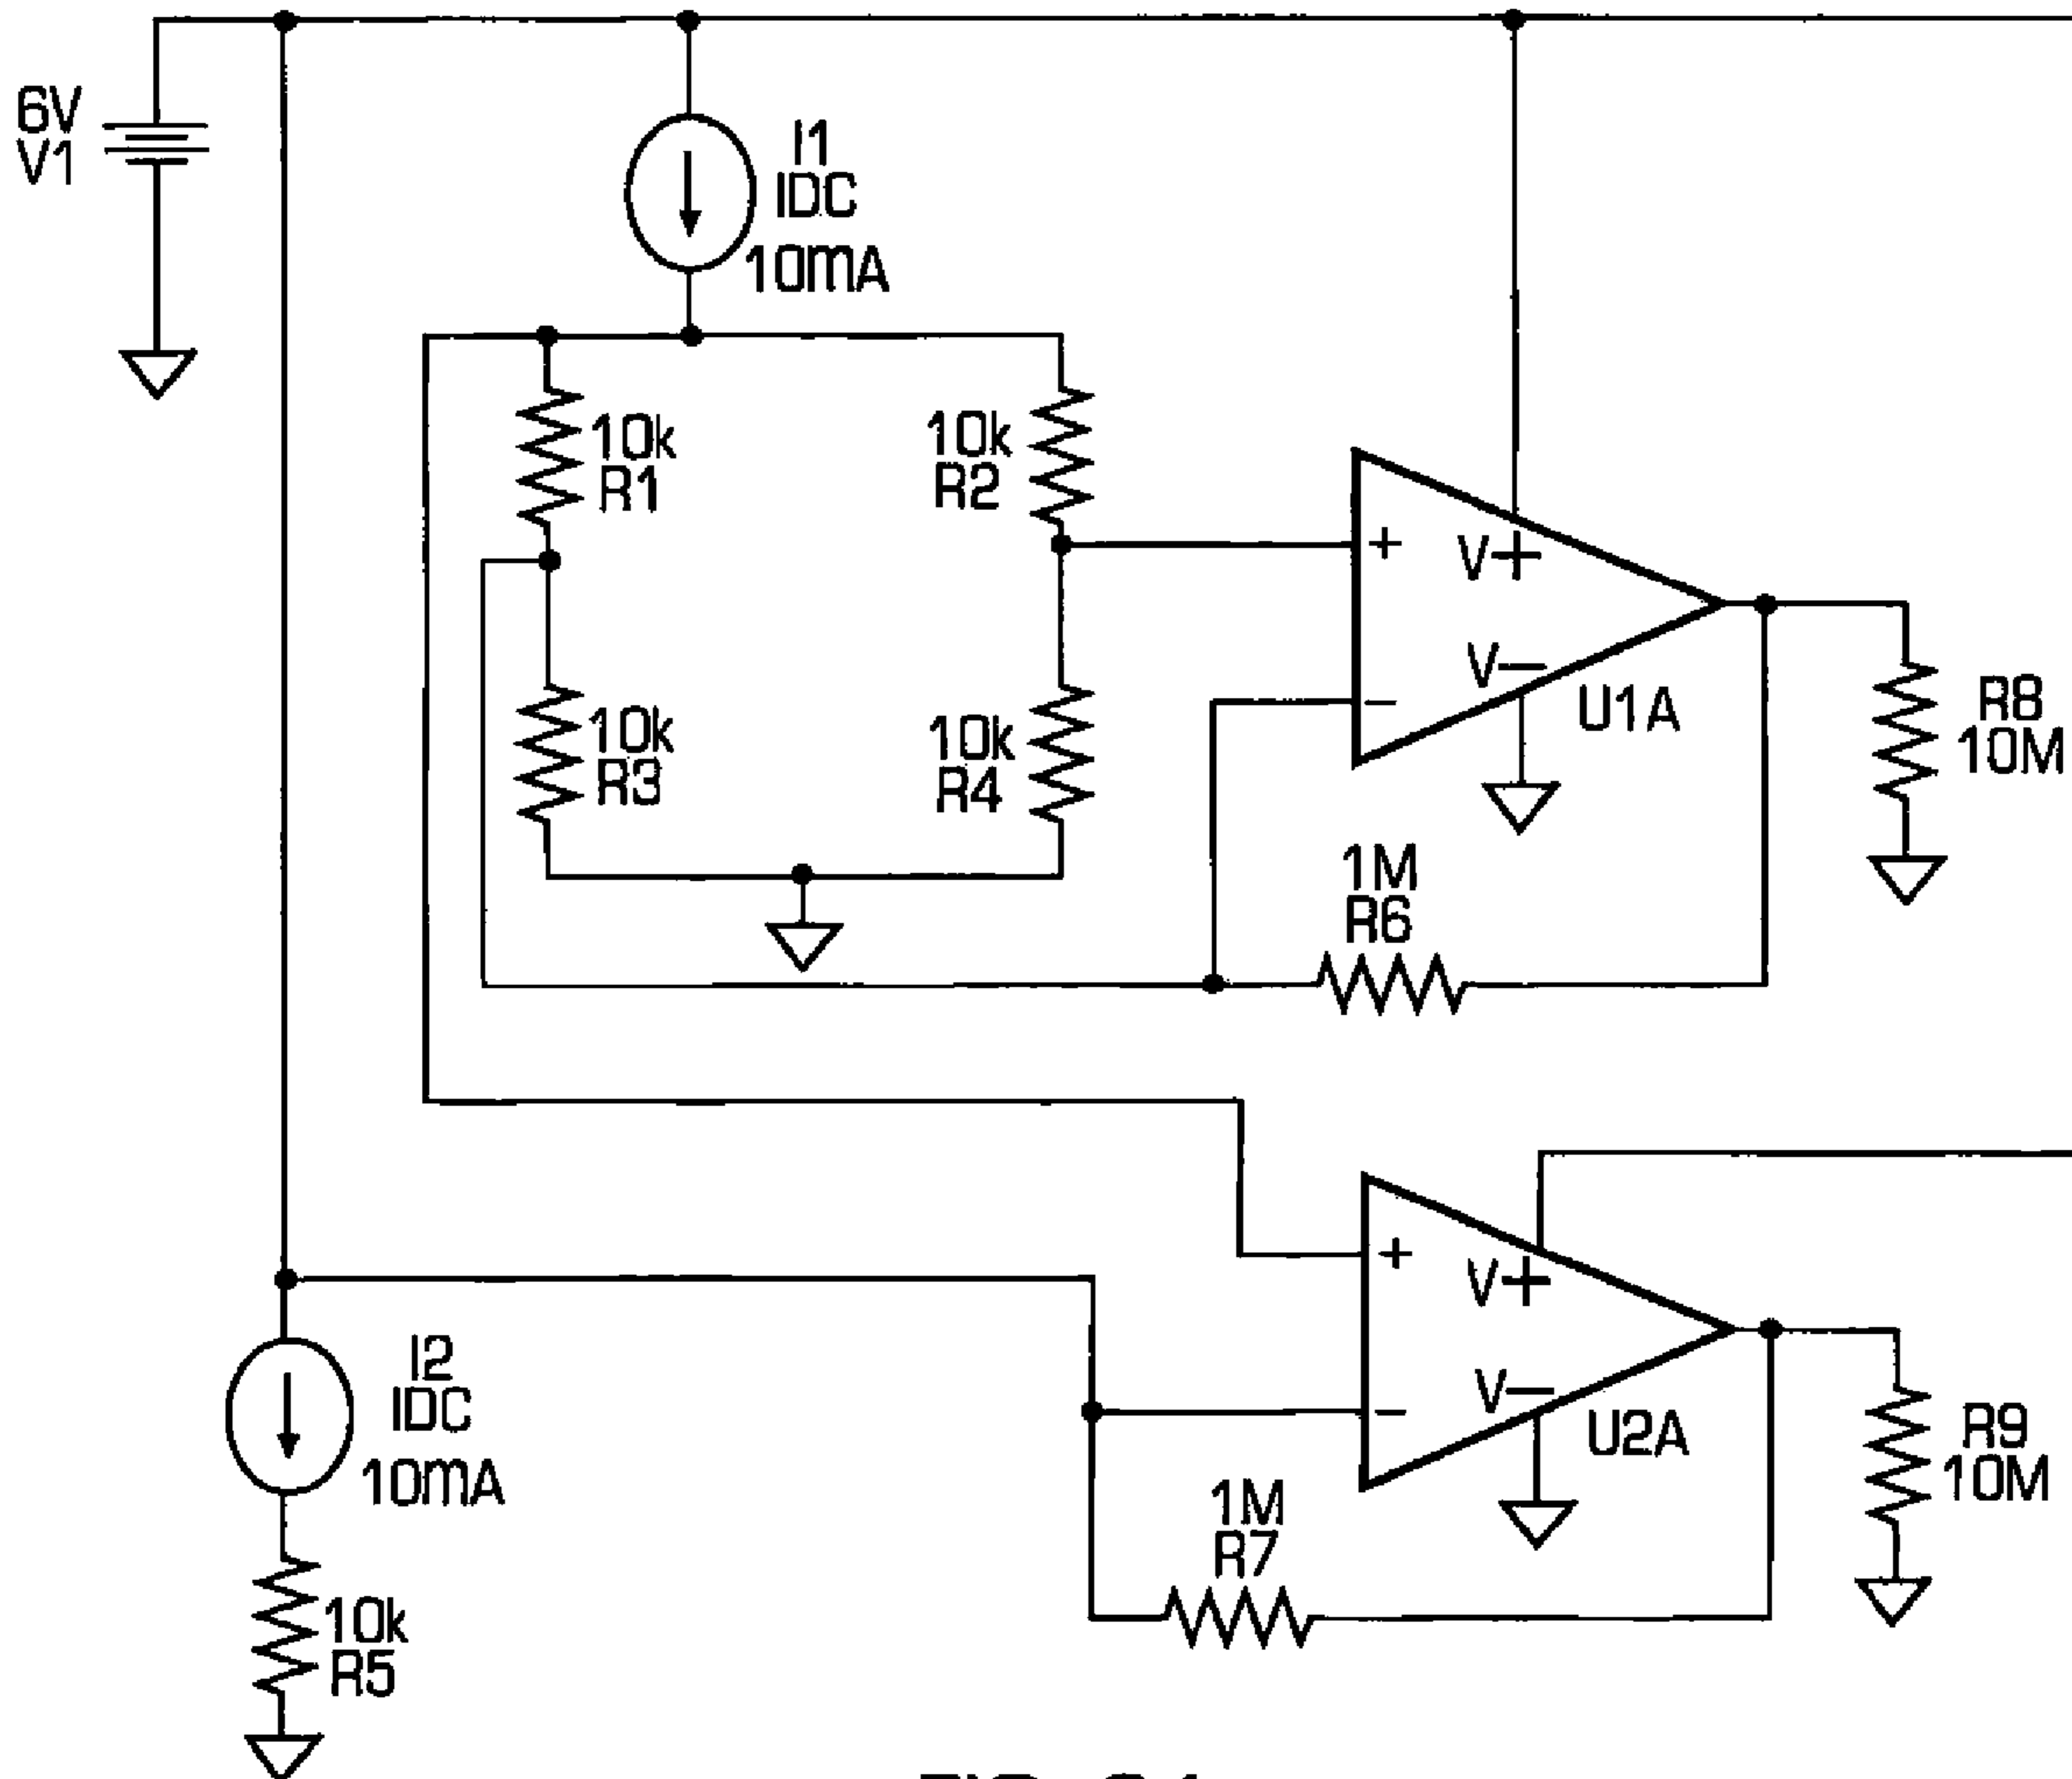 6V
V1
I1
IDC
10mA
10k
R1
10k
R2
+
V+
−
V−
U1A
R8
10M
10k
R3
10k
R4
1M
R6
+
V+
−
V−
U2A
R9
10M
I2
IDC
10mA
1M
R7
10k
R5